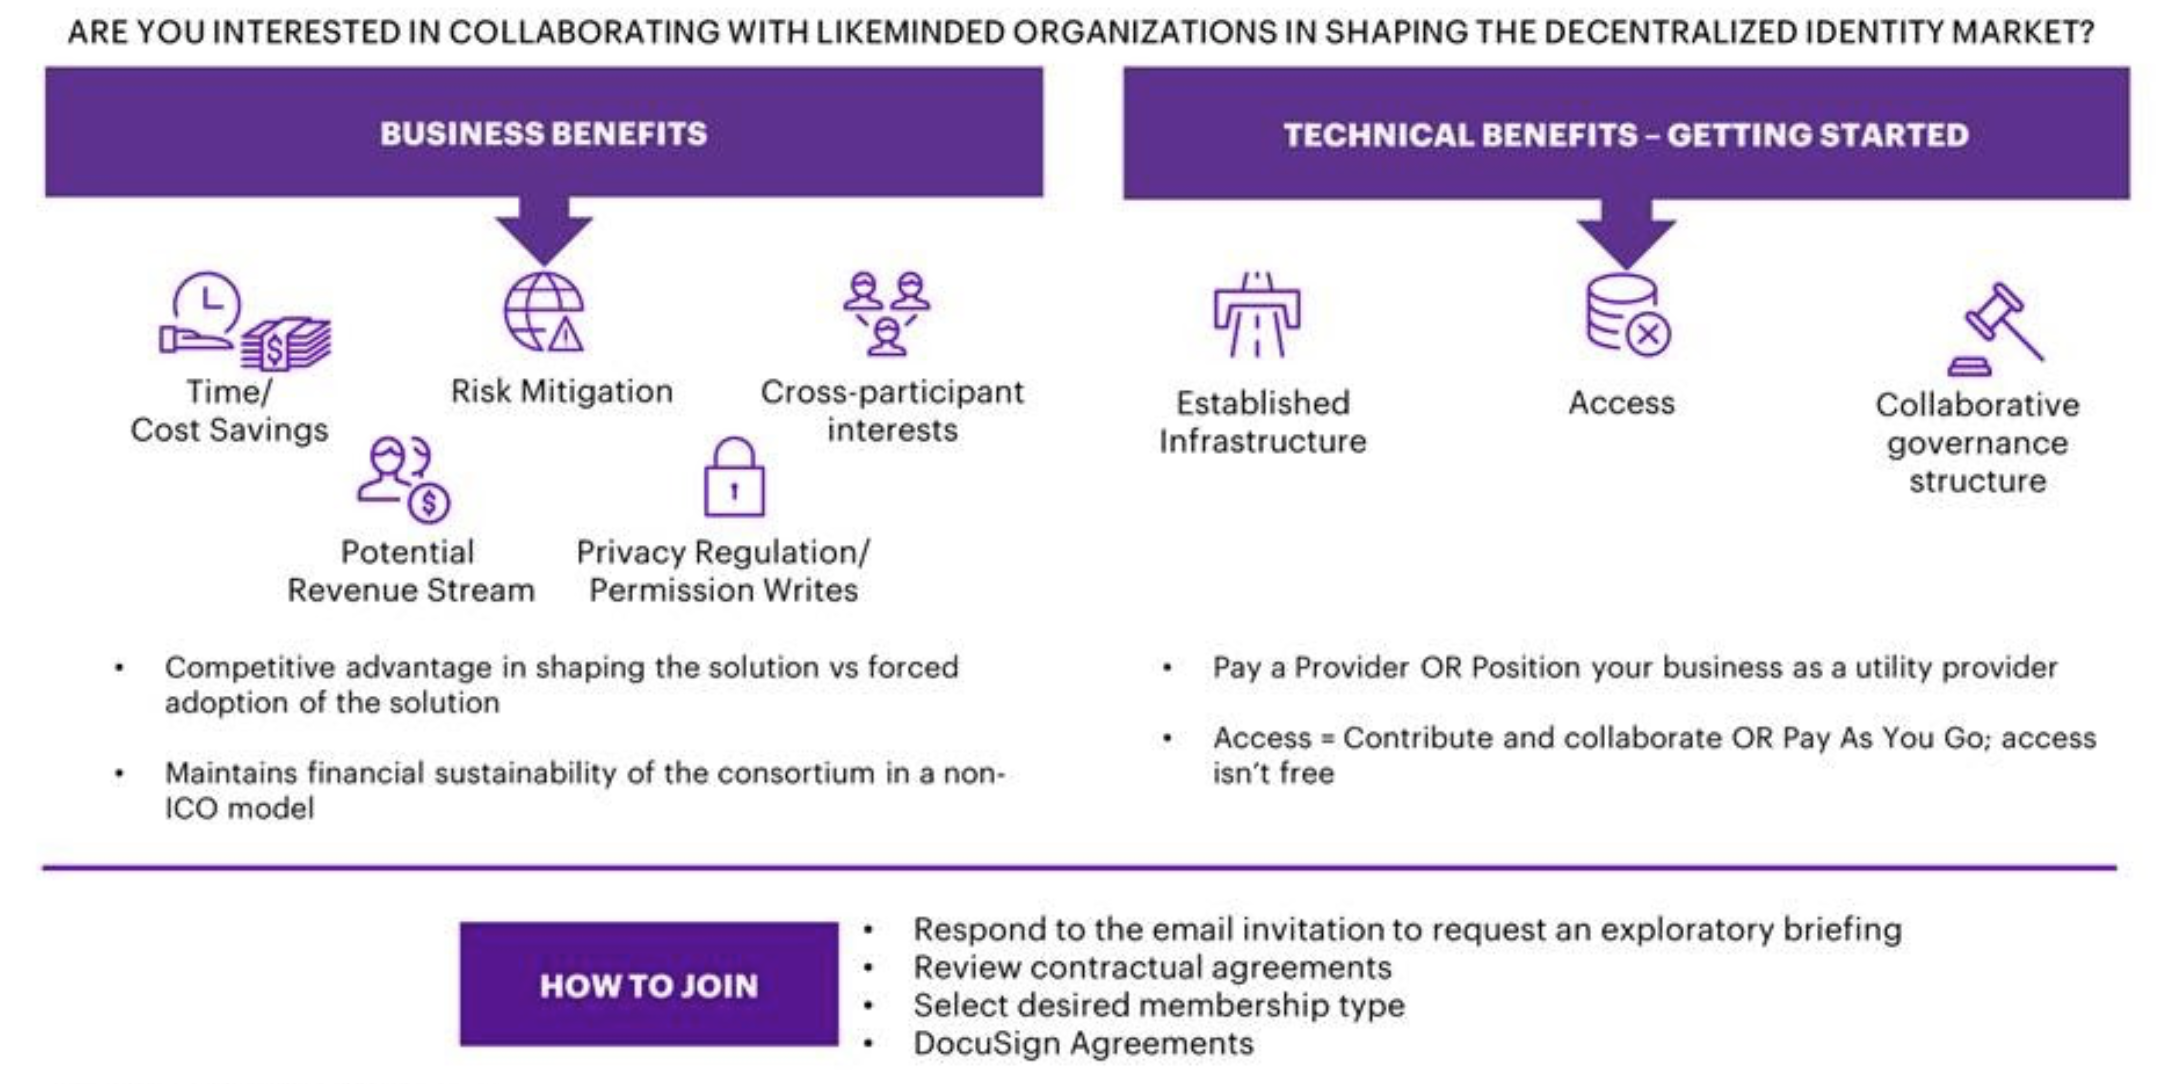 ARE YOU INTERESTED IN COLLABORATING WITH LIKEMINDED ORGANIZATIONS IN SHAPING THE DECENTRALIZED IDENTITY MARKET?
BUSINESS BENEFITS
Time/
Cost Savings
Risk Mitigation
Cross-participant
interests
Potential
Revenue Stream
Privacy Regulation/
Permission Writes
• Competitive advantage in shaping the solution vs forced
adoption of the solution
• Maintains financial sustainability of the consortium in a non-
ICO model
TECHNICAL BENEFITS – GETTING STARTED
Established
Infrastructure
Access
Collaborative
governance
structure
• Pay a Provider OR Position your business as a utility provider
• Access = Contribute and collaborate OR Pay As You Go; access
isn't free
HOW TO JOIN
• Respond to the email invitation to request an exploratory briefing
• Review contractual agreements
• Select desired membership type
• DocuSign Agreements